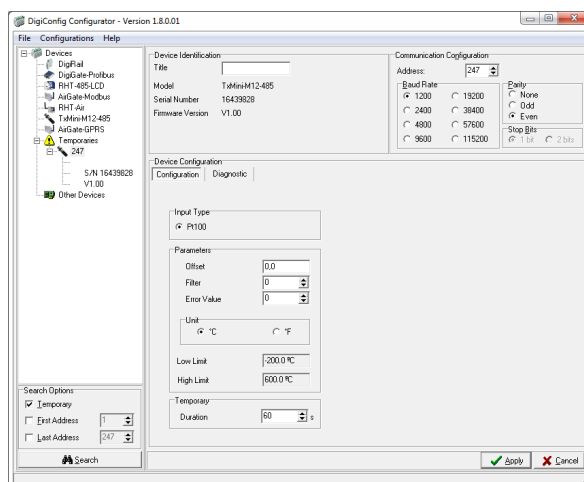 DigiConfig Configurator - Version 1.8.0.01
File Configurations Help
Devices
DigiRail
DigiGate-Profibus
RHT-485-LCD
AirGate-Modbus
RHT-Air
TxMini-M12-485
AirGate-GPRS
Temporaries
247
S/N 16439828
V1.00
Other Devices
Search Options
Temporary
First Address 1
Last Address 247
Search
Device Identification
Title
Model TxMini-M12-485
Serial Number 16439828
Firmware Version V1.00
Communication Configuration
Address: 247
Baud Rate
1200 19200
2400 38400
4800 57600
9600 115200
Parity
None
Odd
Even
Stop Bits
1 bit 2 bits
Device Configuration
Configuration Diagnostic
Input Type
Pt100
Parameters
Offset 0,0
Filter 0
Error Value 0
Unit
°C °F
Low Limit -200.0 ºC
High Limit 600.0 ºC
Temporary
Duration 60 s
Apply Cancel